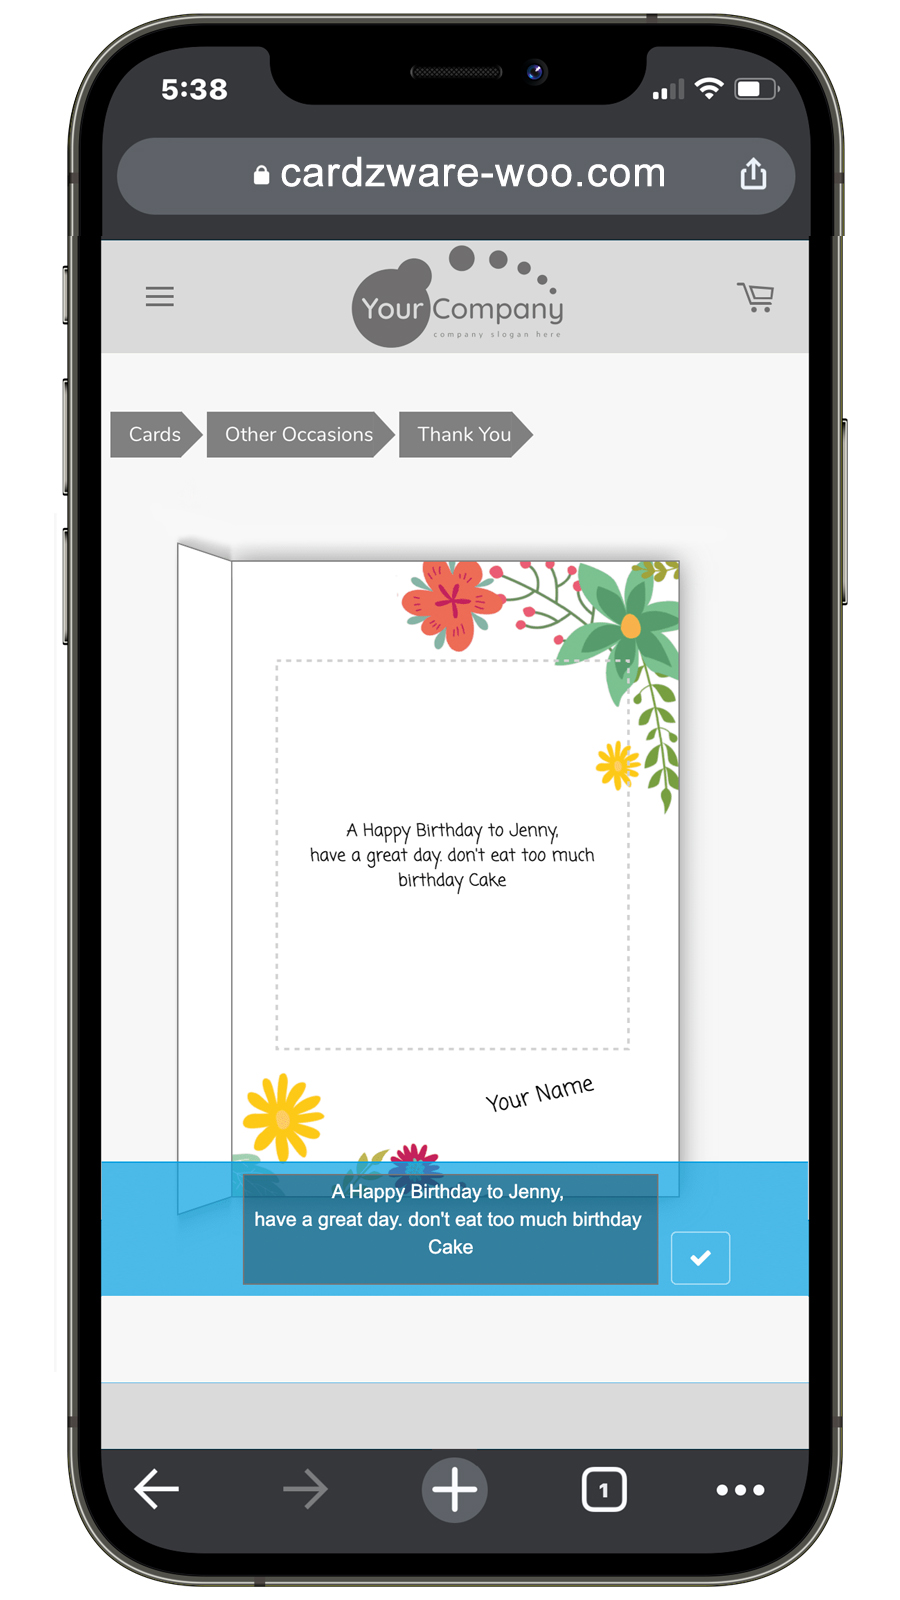 5:38
cardzware-woo.com
Your Company
company slogan here
Cards
Other Occasions
Thank You
A Happy Birthday to Jenny,
have a great day. don't eat too much
birthday Cake
Your Name
A Happy Birthday to Jenny,
have a great day. don't eat too much birthday
Cake
1